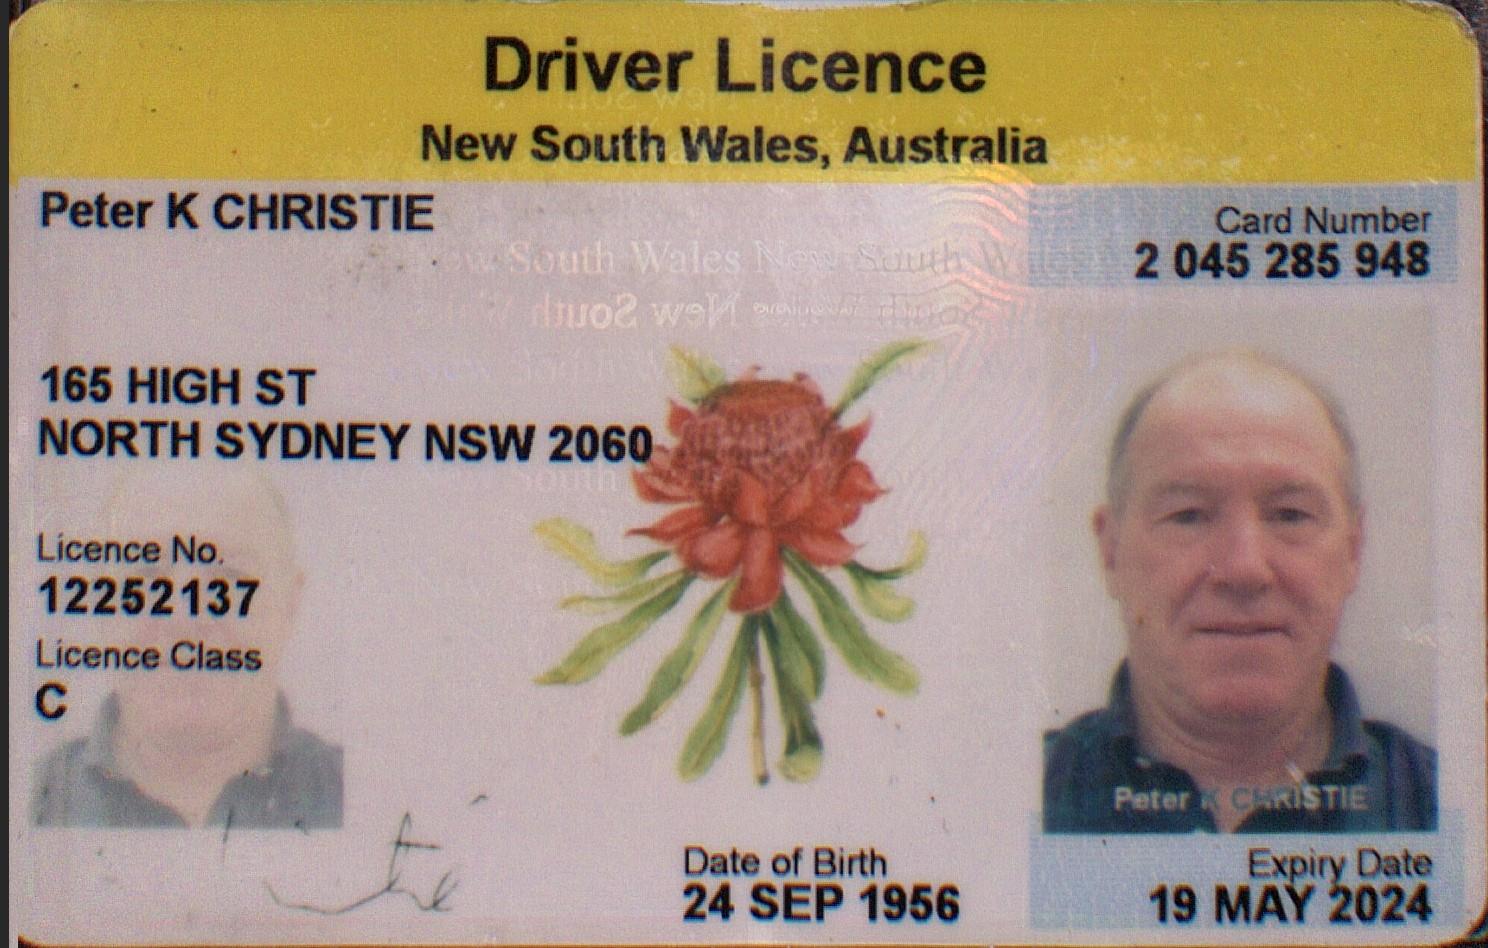 Driver Licence
New South Wales, Australia
Peter K CHRISTIE
Card Number
2 045 285 948
South Wales New South Wales
New South Wales
165 HIGH ST
NORTH SYDNEY NSW 2060
Licence No.
12252137
Licence Class
C
Peter K CHRISTIE
Date of Birth
24 SEP 1956
Expiry Date
19 MAY 2024